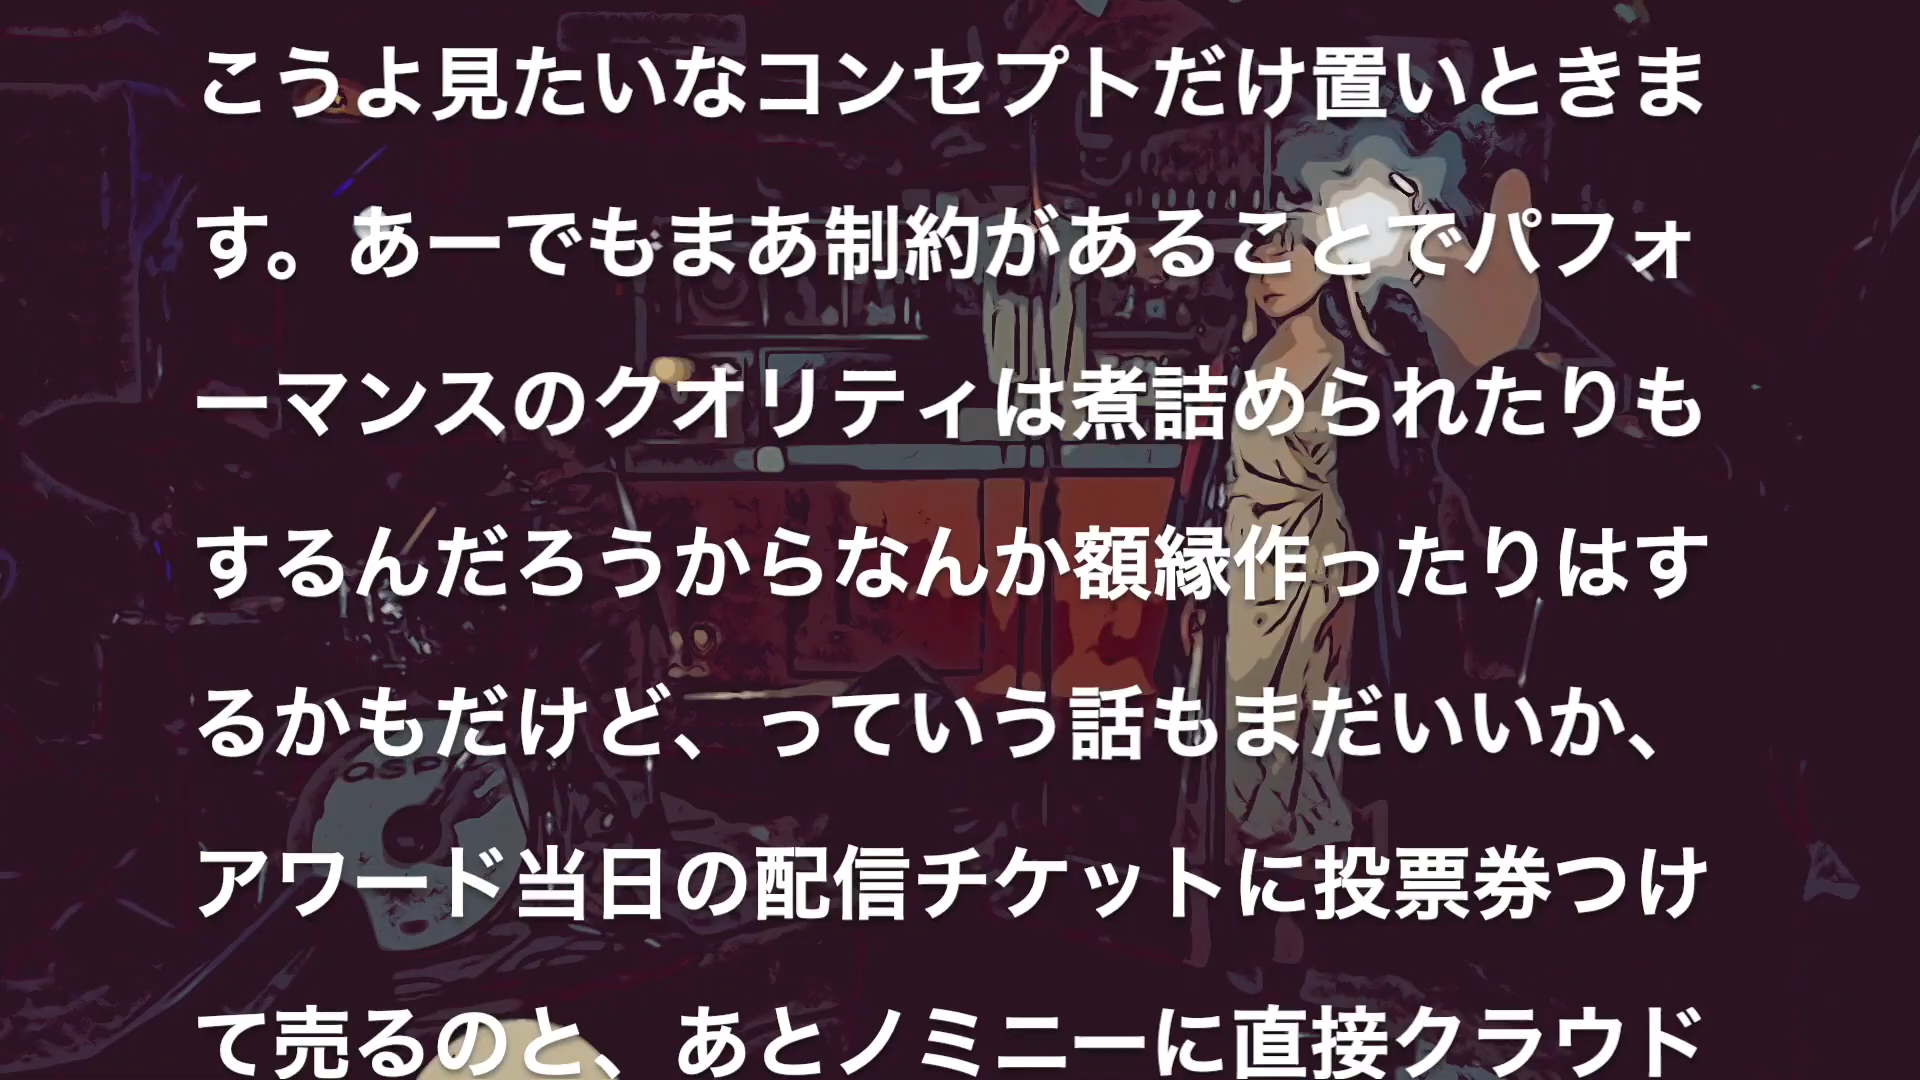 こうよ見たいなコンセプトだけ置いときま
す。あーでもまあ制約があることでパフォ
ーマンスのクオリティは煮詰められたりも
するんだろうからなんか額縁作ったりはす
るかもだけど、っていう話もまだいいか、
アワード当日の配信チケットに投票券つけ
て売るのと、あとノミニーに直接クラウド